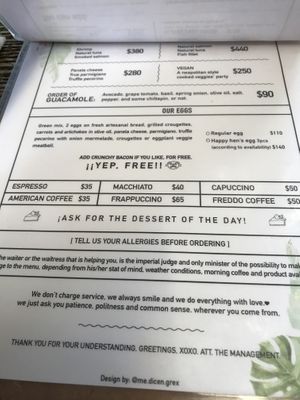 Shrimp
Natural tuna
Smoked salmon
$380
Natural salmon
Natural tuna
Fish fillet
$440
Panela cheese
True parmigiano
Truffle pecorino
$280
VEGAN
A neapolitan style
cooked veggies' party
$250
ORDER OF
GUACAMOLE:
Avocado, grape tomato, basil, spring onion, olive oil, salt,
pepper, and some chiltepin, or not.
$90
OUR EGGS
Green mix, 2 eggs on fresh artesanal bread, grilled crougettes,
carrots and artichokes in olive oil, panela cheese, parmigiano, truffle
pecorino with onion marmelade, crougettes or eggplant veggie
meatball.
Regular egg $110
Happy hen's egg
(according to availability) $140
ADD CRUNCHY BACON IF YOU LIKE, FOR FREE.
¡¡YEP, FREE!!
ESPRESSO $35 MACCHIATO $40 CAPUCCINO $50
AMERICAN COFFEE $35 FRAPPUCCINO $65 FREDDO COFFEE $50
¡ASK FOR THE DESSERT OF THE DAY!
[ TELL US YOUR ALLERGIES BEFORE ORDERING ]
The waiter or the waitress that is helping you, is the imperial judge and only minister of the possibility to make
to the menu, depending from his/her stat of mind, weather conditions, morning coffee and product avai
We don't charge service, we always smile and we do everything with love.
we just ask you patience, politness and common sense. wherever you come from.
THANK YOU FOR YOUR UNDERSTANDING. GREETINGS, XOXO. ATT. THE MANAGEMENT
Design by: @me.dicen.grex